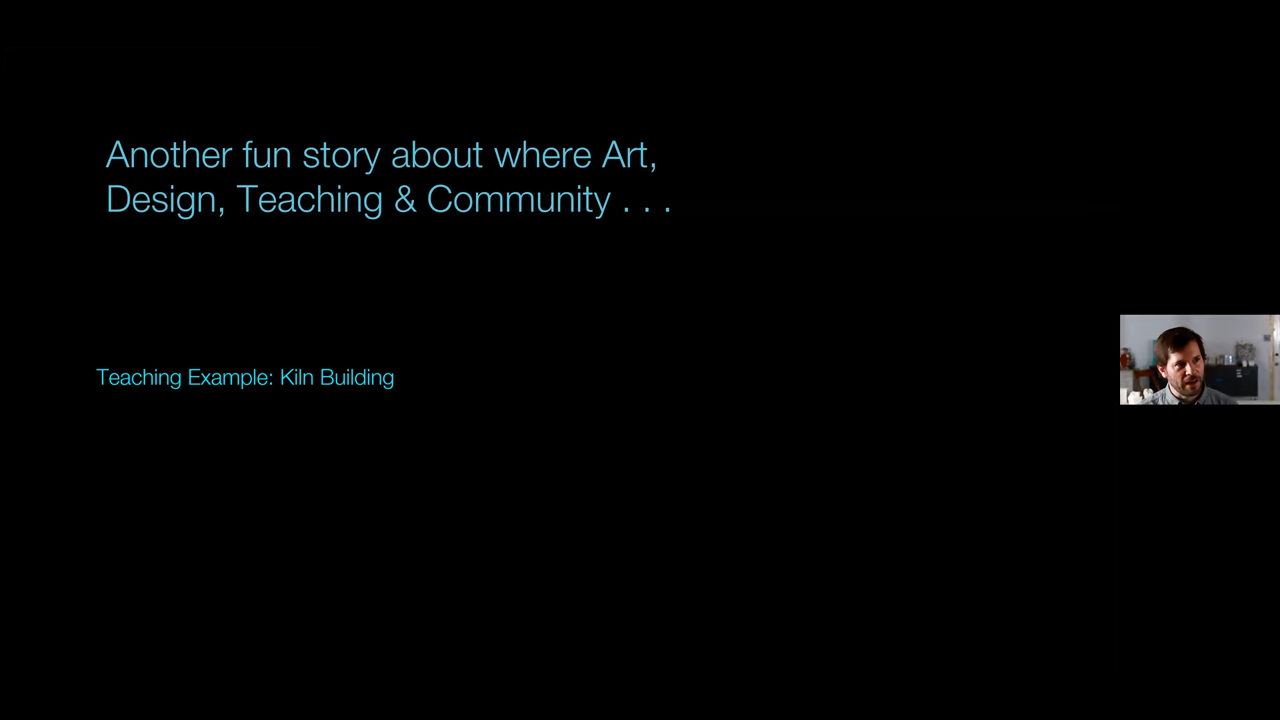 Another fun story about where Art,
Design, Teaching & Community . . .
Teaching Example: Kiln Building